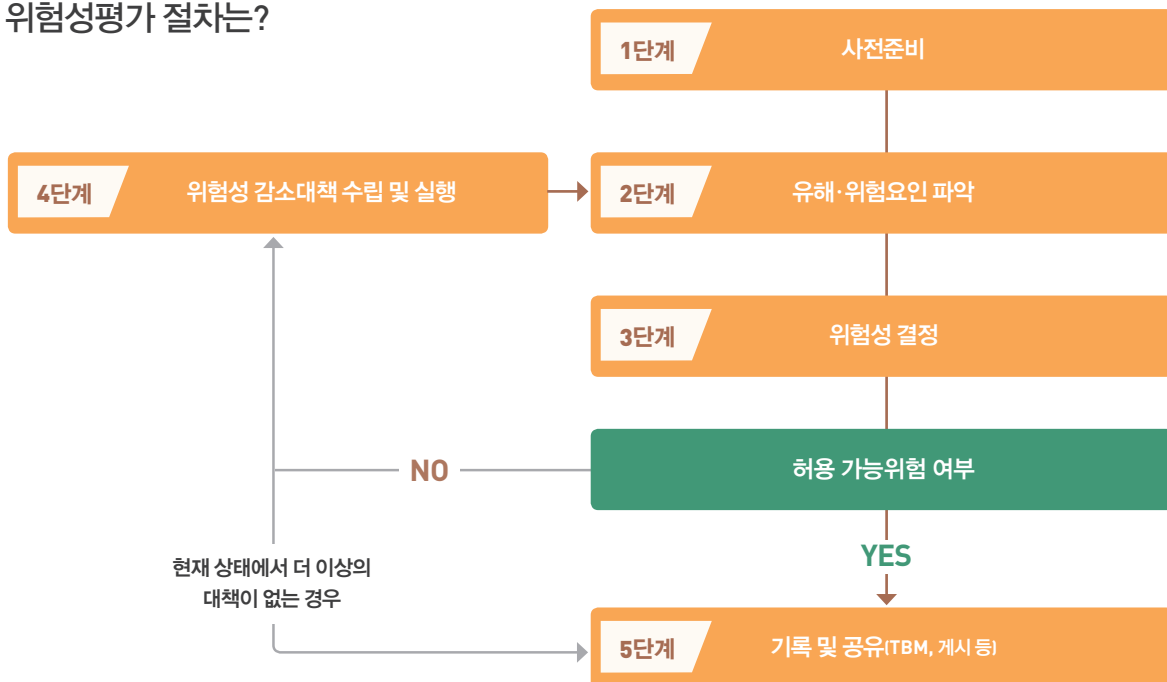 위험성평가 절차는?
1단계 사전준비
4단계 위험성 감소대책 수립 및 실행
2단계 유해·위험요인 파악
3단계 위험성 결정
허용 가능위험 여부
NO
YES
현재 상태에서 더 이상의
대책이 없는 경우
5단계 기록 및 공유(TBM, 게시 등)